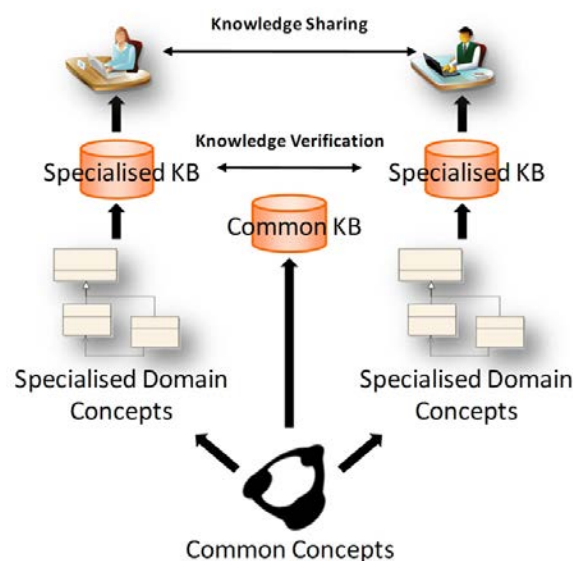 Knowledge Sharing
Knowledge Verification
Specialised KB
Specialised KB
Common KB
Specialised Domain
Concepts
Specialised Domain
Concepts
Common Concepts